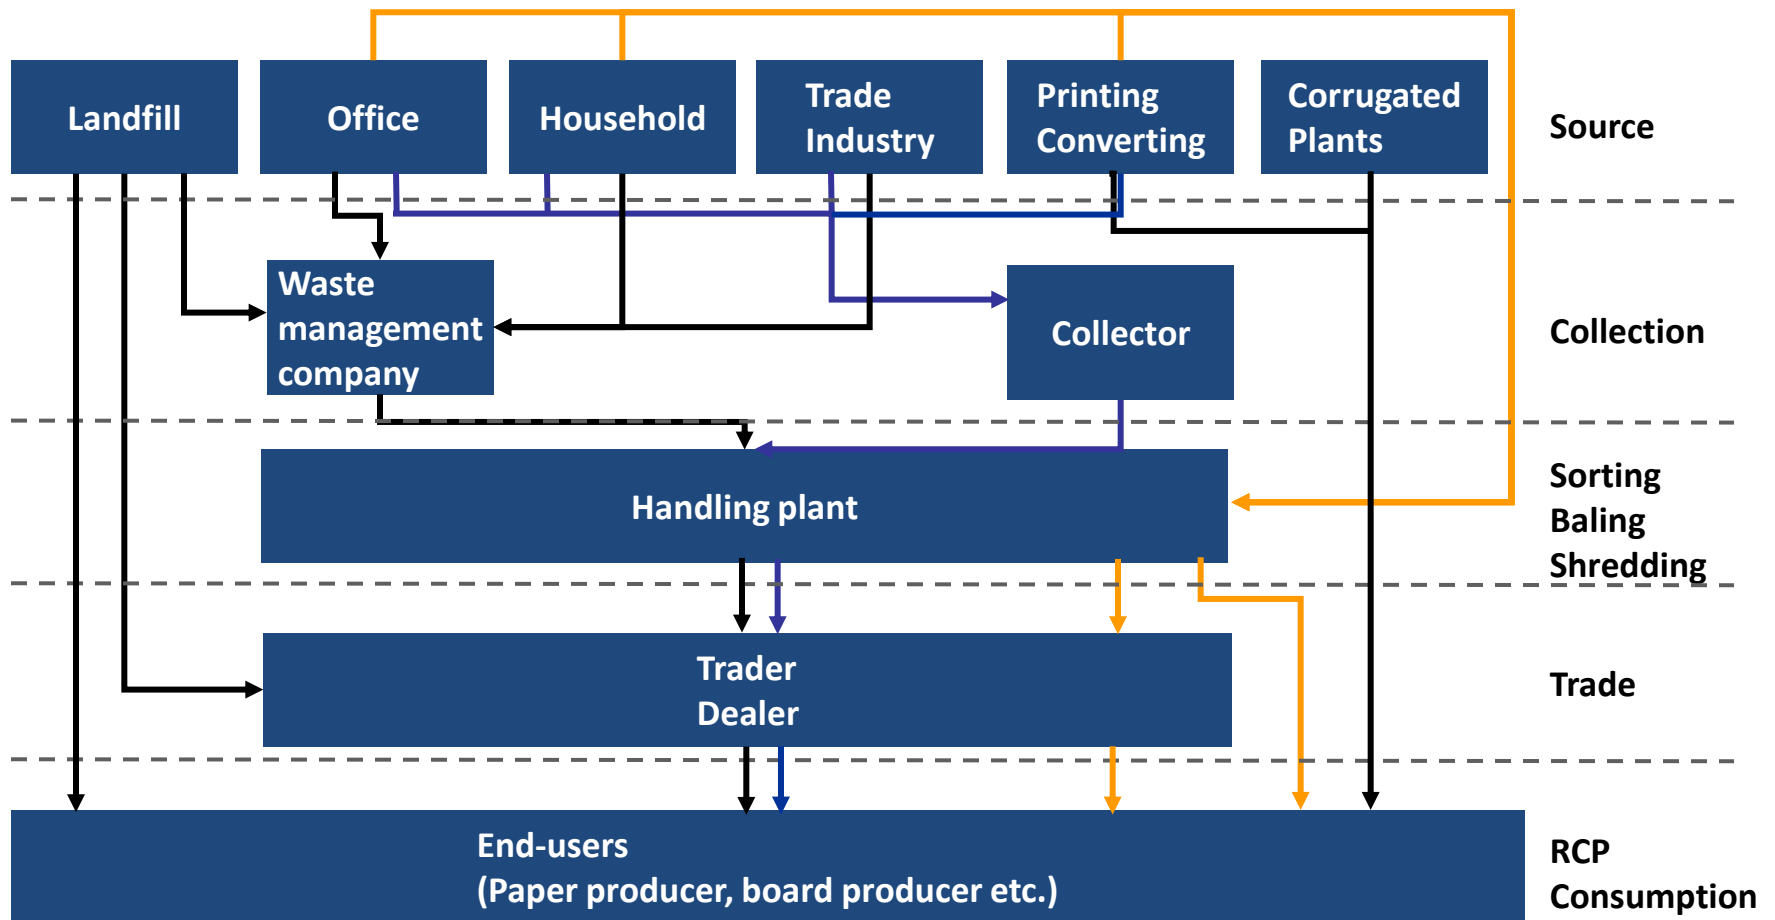 Landfill
Office
Household
Trade
Industry
Printing
Converting
Corrugated
Plants
Source
Waste
management
company
Collector
Collection
Handling plant
Sorting
Baling
Shredding
Trader
Dealer
Trade
End-users
(Paper producer, board producer etc.)
RCP
Consumption